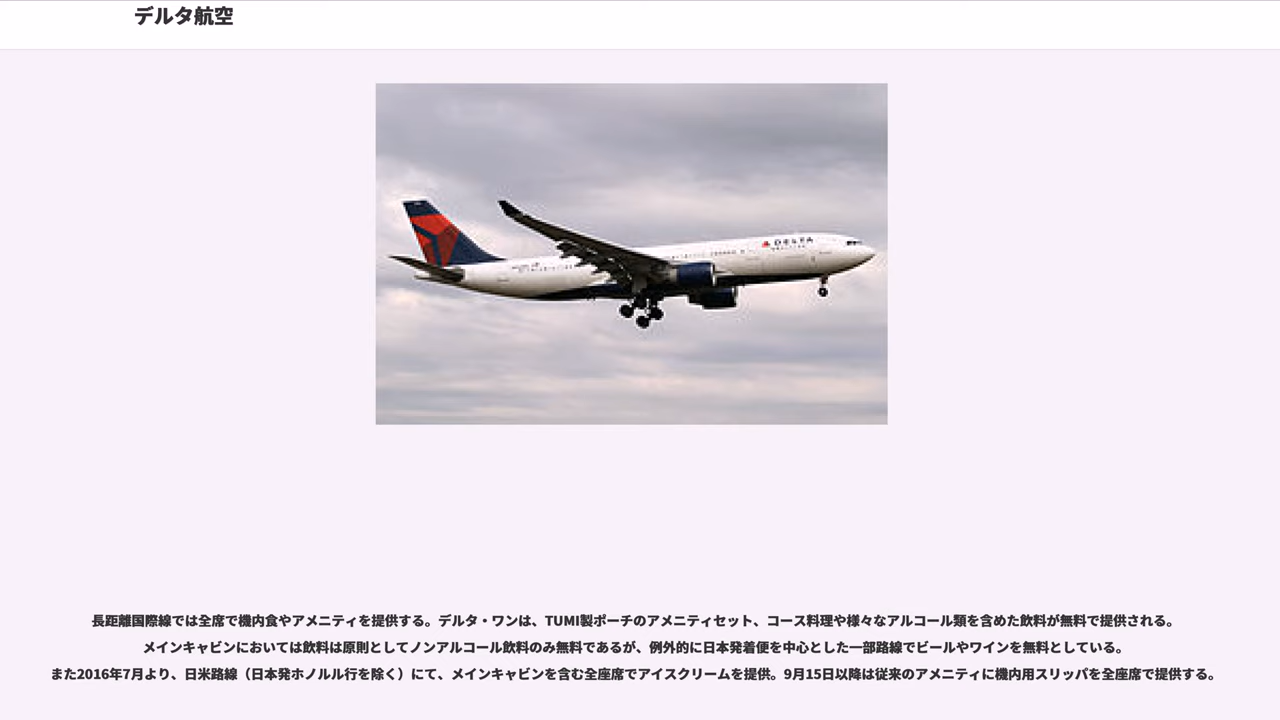 デルタ航空
DELTA
長距離国際線では全席で機内食やアメニティを提供する。デルタ・ワンは、TUMI製ポーチのアメニティセット、コース料理や様々なアルコール類を含めた飲料が無料で提供される。
メインキャビンにおいては飲料は原則としてノンアルコール飲料のみ無料であるが、例外的に日本発着便を中心とした一部路線でビールやワインを無料としている。
また2016年7月より、日米路線（日本発ホノルル行を除く）にて、メインキャビンを含む全座席でアイスクリームを提供。9月15日以降は従来のアメニティに機内用スリッパを全座席で提供する。